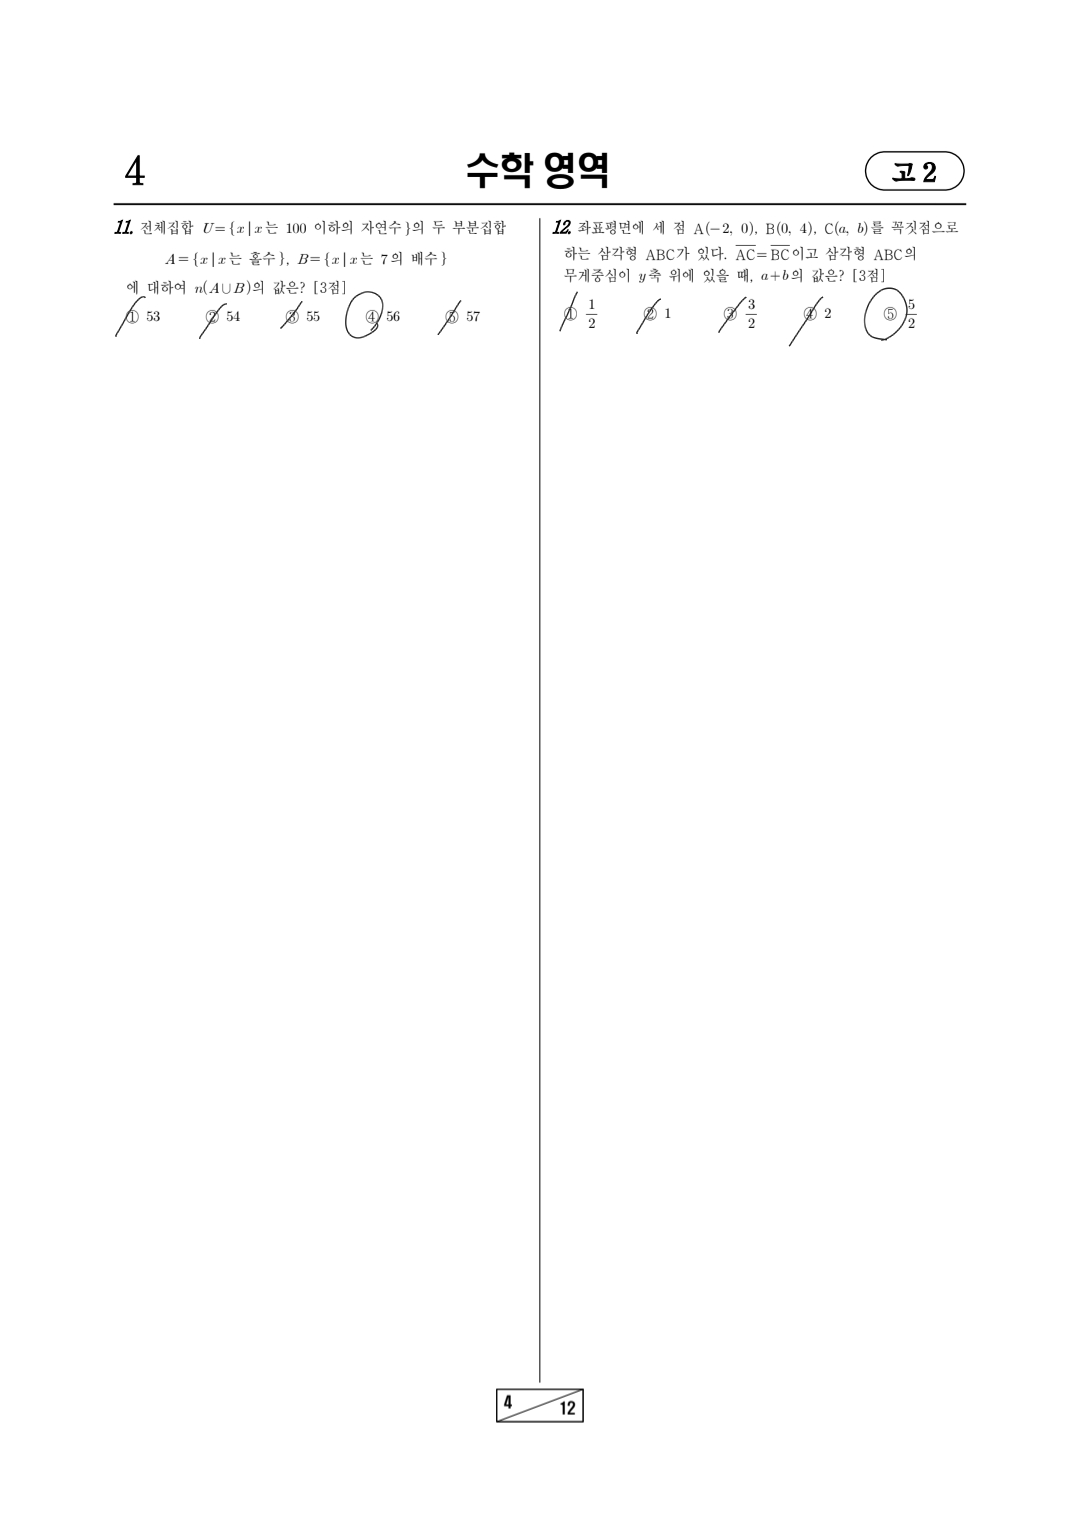 4
수학 영역
고 2
11. 전체집합 U={x|x는 100 이하의 자연수}의 두 부분집합
A={x|x는 홀수}, B={x|x는 7의 배수}
에 대하여 n(A∪B)의 값은? [3점]
① 53 ② 54 ③ 55 ④ 56 ⑤ 57
12. 좌표평면에 세 점 A(−2, 0), B(0, 4), C(a, b)를 꼭짓점으로
하는 삼각형 ABC가 있다. A̅C̅=B̅C̅이고 삼각형 ABC의
무게중심이 y축 위에 있을 때, a+b의 값은? [3점]
① 1/2 ② 1 ③ 3/2 ④ 2 ⑤ 5/2
4
12